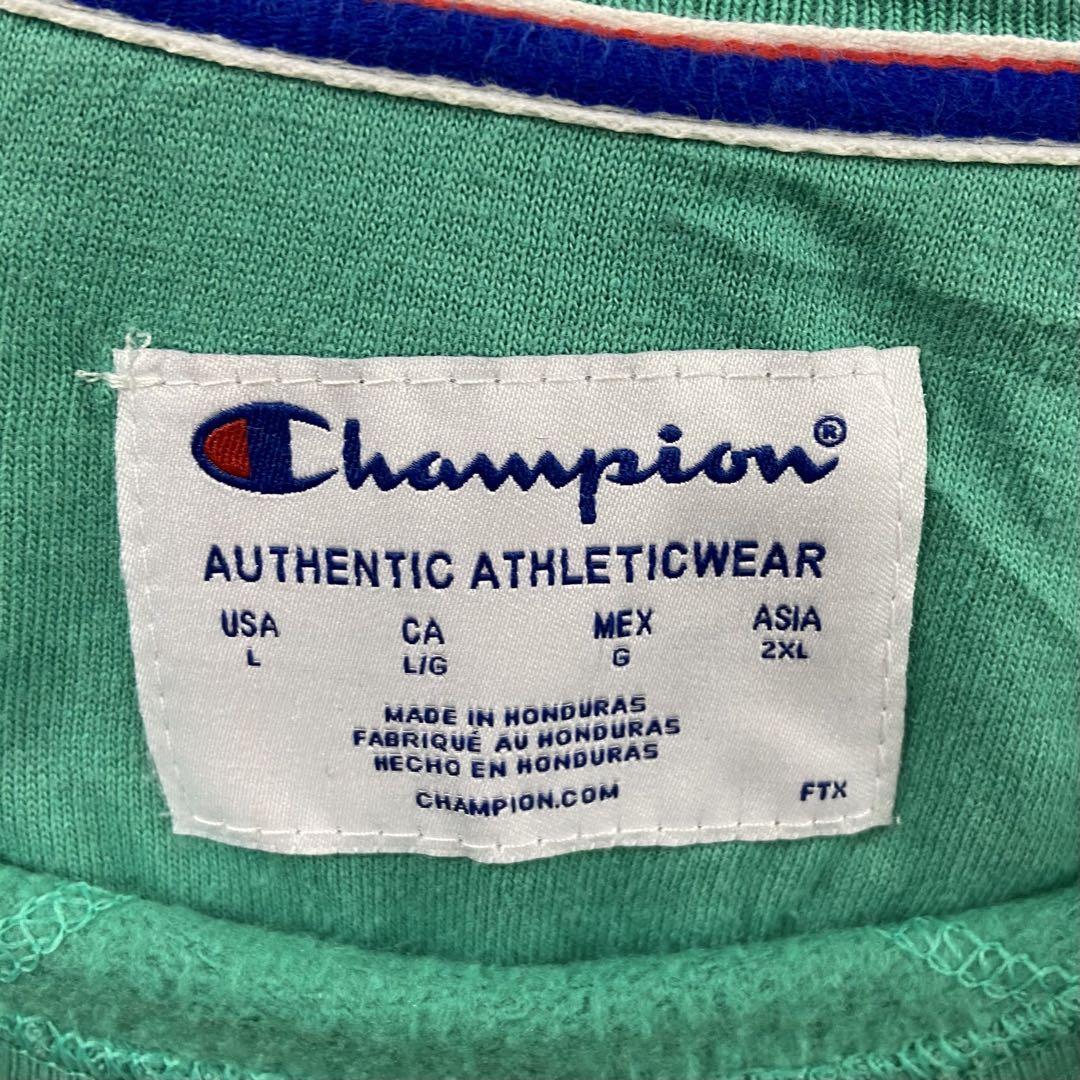 Champion®
AUTHENTIC ATHLETICWEAR
USA CA MEX ASIA
L L/G G 2XL
MADE IN HONDURAS
FABRIQUÉ AU HONDURAS
HECHO EN HONDURAS
CHAMPION.COM FTX